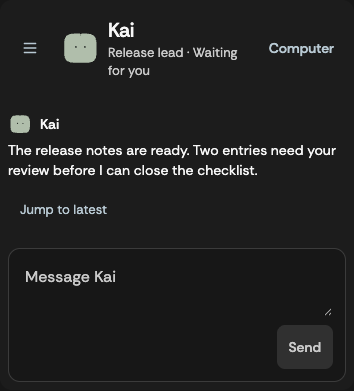 Kai
Release lead · Waiting
for you
Computer
Kai
The release notes are ready. Two entries need your
review before I can close the checklist.
Jump to latest
Message Kai
Send